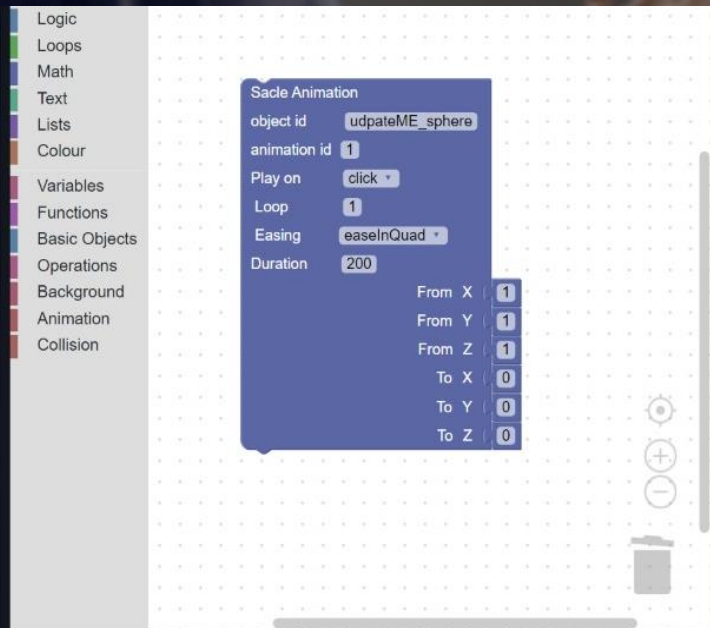 Logic
Loops
Math
Text
Lists
Colour
Variables
Functions
Basic Objects
Operations
Background
Animation
Collision
Sacle Animation
object id udpateME_sphere
animation id 1
Play on click
Loop 1
Easing easeInQuad
Duration 200
From X 1
From Y 1
From Z 1
To X 0
To Y 0
To Z 0